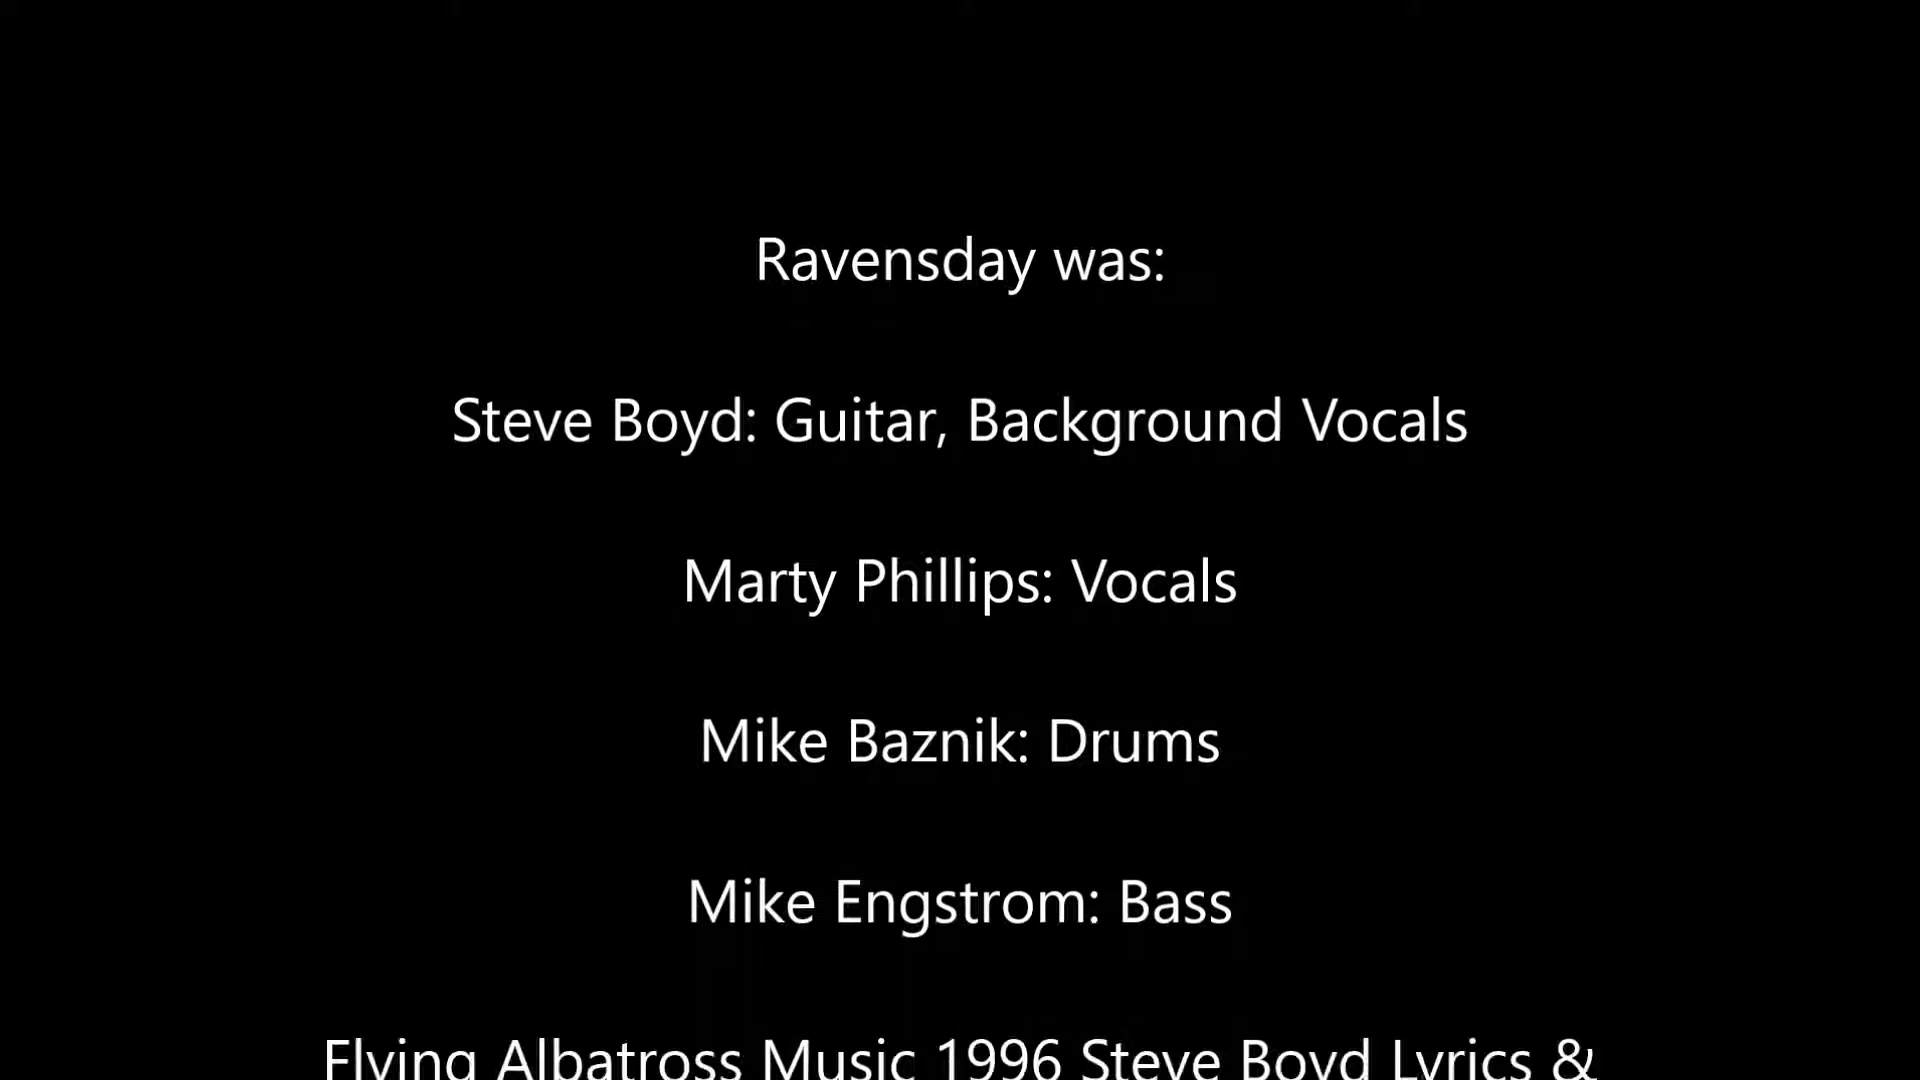 Ravensday was:
Steve Boyd: Guitar, Background Vocals
Marty Phillips: Vocals
Mike Baznik: Drums
Mike Engstrom: Bass
Flying Albatross Music 1996 Steve Boyd Lyrics &